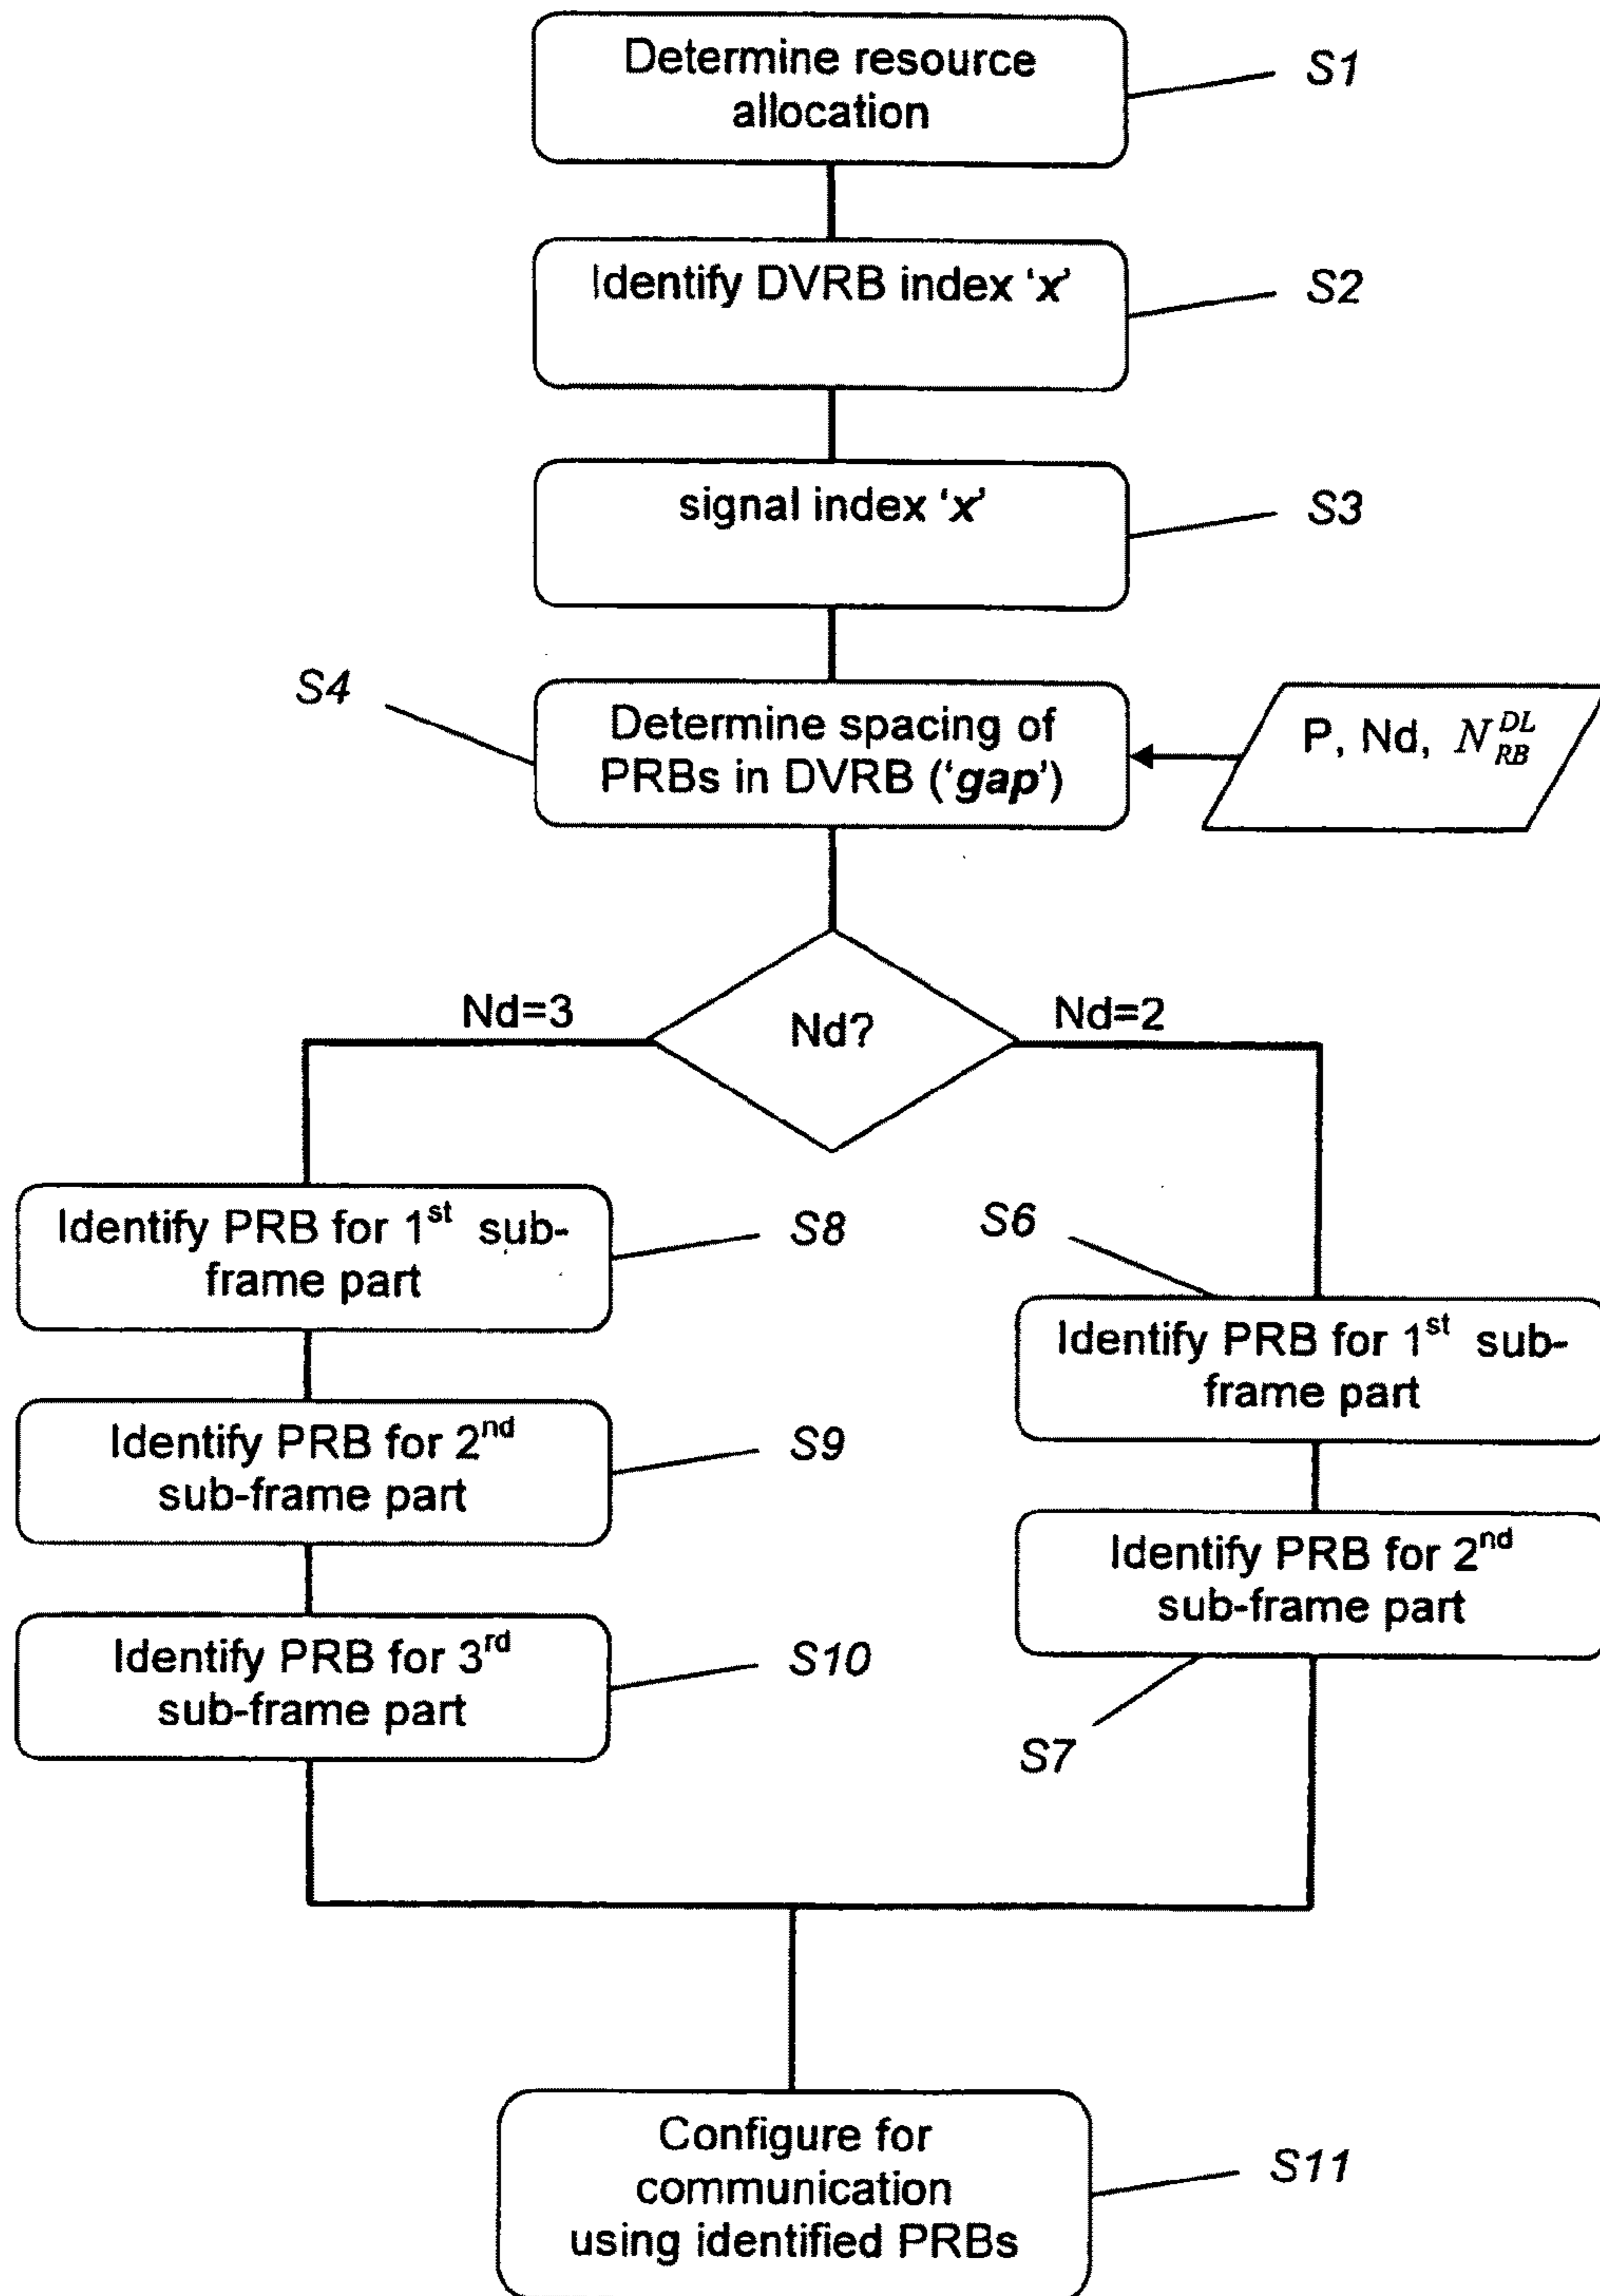 Determine resource
allocation
S1
Identify DVRB index ‘x’
S2
signal index ‘x’
S3
S4
Determine spacing of
PRBs in DVRB (‘gap’)
P, Nd, N_{RB}^{DL}
Nd=3
Nd?
Nd=2
Identify PRB for 1st sub-
frame part
S8
Identify PRB for 2nd
sub-frame part
S9
Identify PRB for 3rd
sub-frame part
S10
S6
Identify PRB for 1st sub-
frame part
Identify PRB for 2nd
sub-frame part
S7
Configure for
communication
using identified PRBs
S11